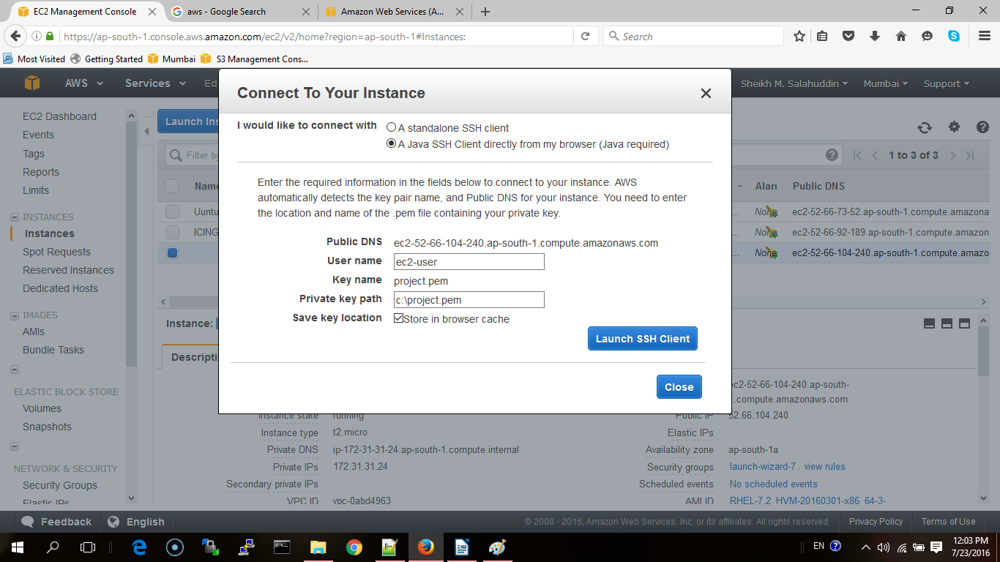 EC2 Management Console
aws - Google Search
Amazon Web Services (A...
https://ap-south-1.console.aws.amazon.com/ec2/v2/home?region=ap-south-1#Instances:
Search
Most Visited
Getting Started
Mumbai
S3 Management Cons...
AWS
Services
Ed
Sheikh M. Salahuddin
Mumbai
Support
Connect To Your Instance
I would like to connect with
A standalone SSH client
A Java SSH Client directly from my browser (Java required)
Enter the required information in the fields below to connect to your instance. AWS
automatically detects the key pair name, and Public DNS for your instance. You need to enter
the location and name of the .pem file containing your private key.
Public DNS ec2-52-66-104-240.ap-south-1.compute.amazonaws.com
User name ec2-user
Key name project.pem
Private key path c:\project.pem
Save key location Store in browser cache
Launch SSH Client
Close
EC2 Dashboard
Events
Tags
Reports
Limits
INSTANCES
Instances
Spot Requests
Reserved Instances
Dedicated Hosts
IMAGES
AMIs
Bundle Tasks
ELASTIC BLOCK STORE
Volumes
Snapshots
NETWORK & SECURITY
Security Groups
Elastic IPs
Launch Ins
Filter by
1 to 3 of 3
Name
Aları
Public DNS
Uuntu
...
None
ec2-52-66-73-52.ap-south-1.compute.amazonaw
ICING
...
None
ec2-52-66-92-189.ap-south-1.compute.amazona
...
None
ec2-52-66-104-240.ap-south-1.compute.amazo
Instance:
Descripti
ec2-52-66-104-240.ap-south-
1.compute.amazonaws.com
Instance state running
Public IP 52.66.104.240
Instance type t2.micro
Elastic IPs
Private DNS ip-172-31-31-24.ap-south-1.compute.internal
Availability zone ap-south-1a
Private IPs 172.31.31.24
Security groups launch-wizard-7. view rules
Secondary private IPs
Scheduled events No scheduled events
VPC ID vpc-0abd4963
AMI ID RHEL-7.2_HVM-20160301-x86_64-3-
Feedback
English
© 2008 - 2016, Amazon Web Services, Inc. or its affiliates. All rights reserved.
Privacy Policy
Terms of Use
EN
12:03 PM
7/23/2016